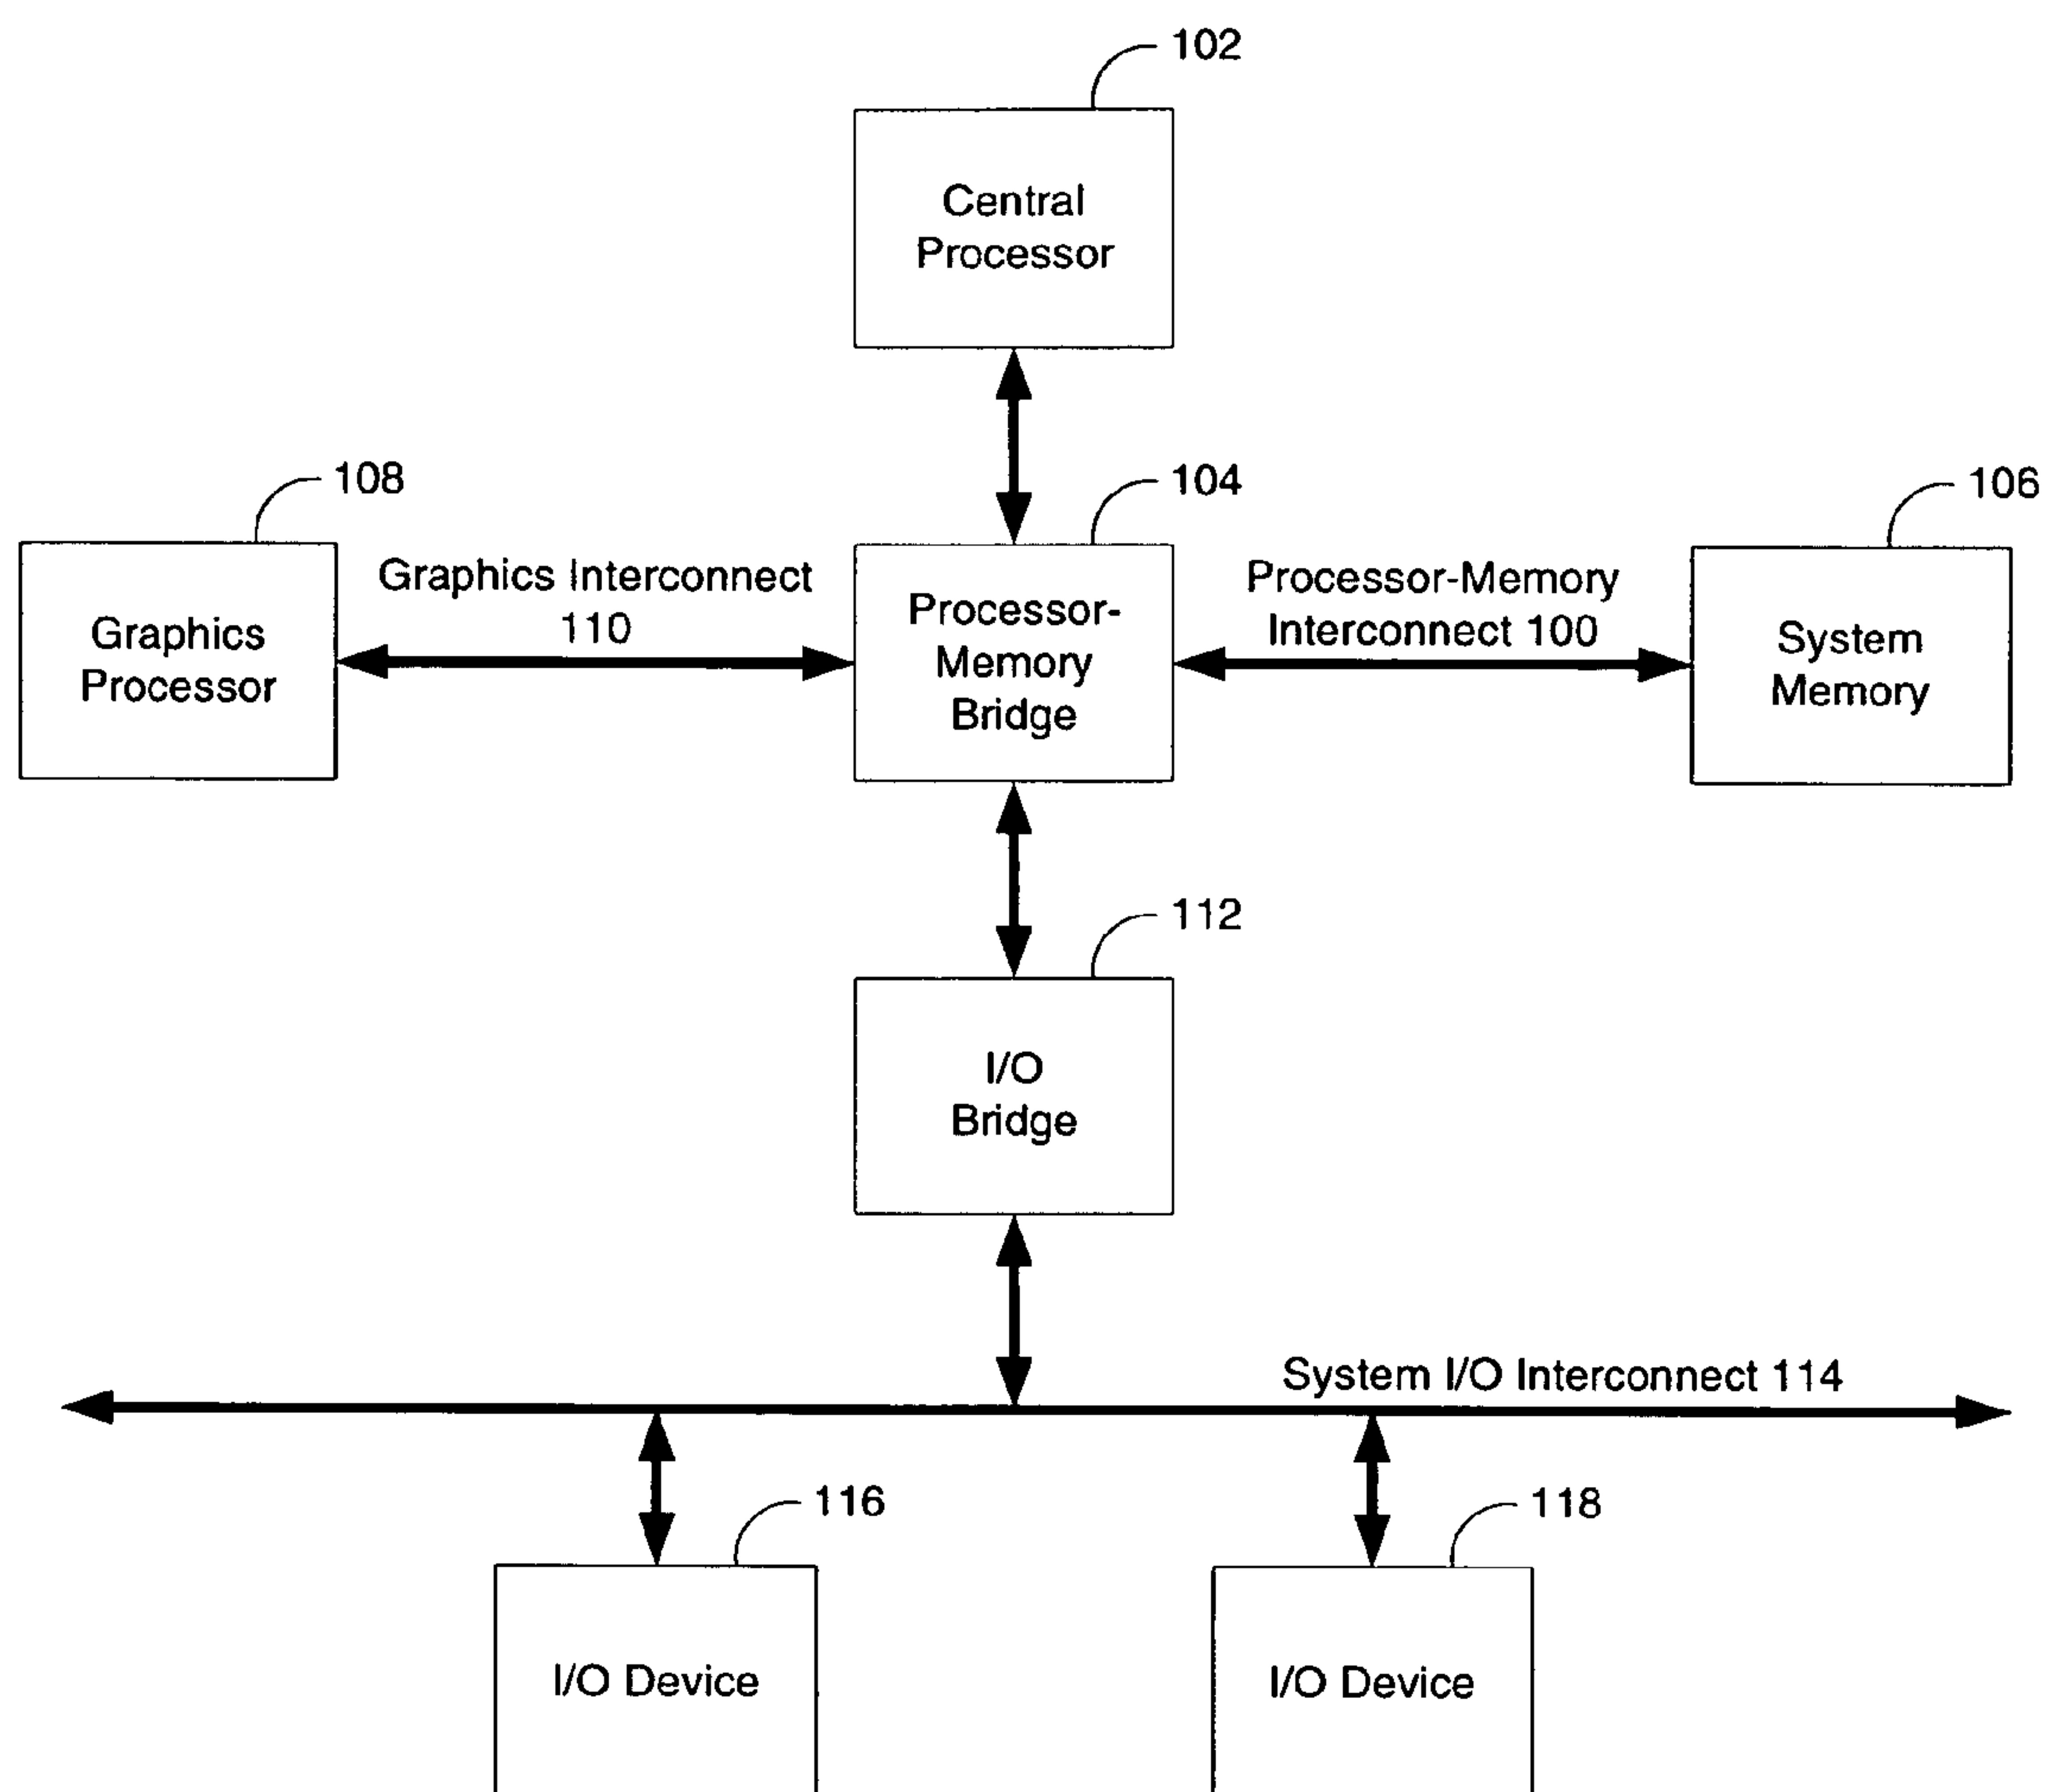 102
Central
Processor
108
104
106
Graphics Interconnect
110
Processor-Memory
Interconnect 100
Graphics
Processor
Processor-
Memory
Bridge
System
Memory
112
I/O
Bridge
System I/O Interconnect 114
116
118
I/O Device
I/O Device